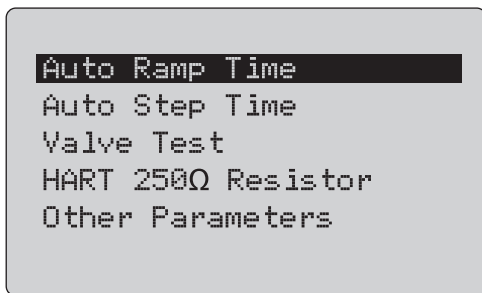 Auto Ramp Time
Auto Step Time
Valve Test
HART 250Ω Resistor
Other Parameters